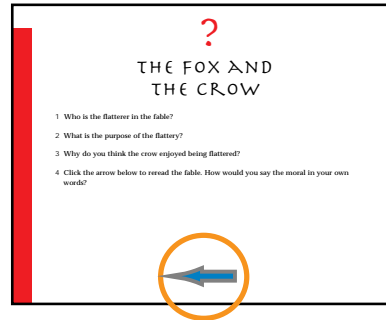 ?
THE FOX AND
THE CROW
1 Who is the flatterer in the fable?
2 What is the purpose of the flattery?
3 Why do you think the crow enjoyed being flattered?
4 Click the arrow below to reread the fable. How would you say the moral in your own
words?